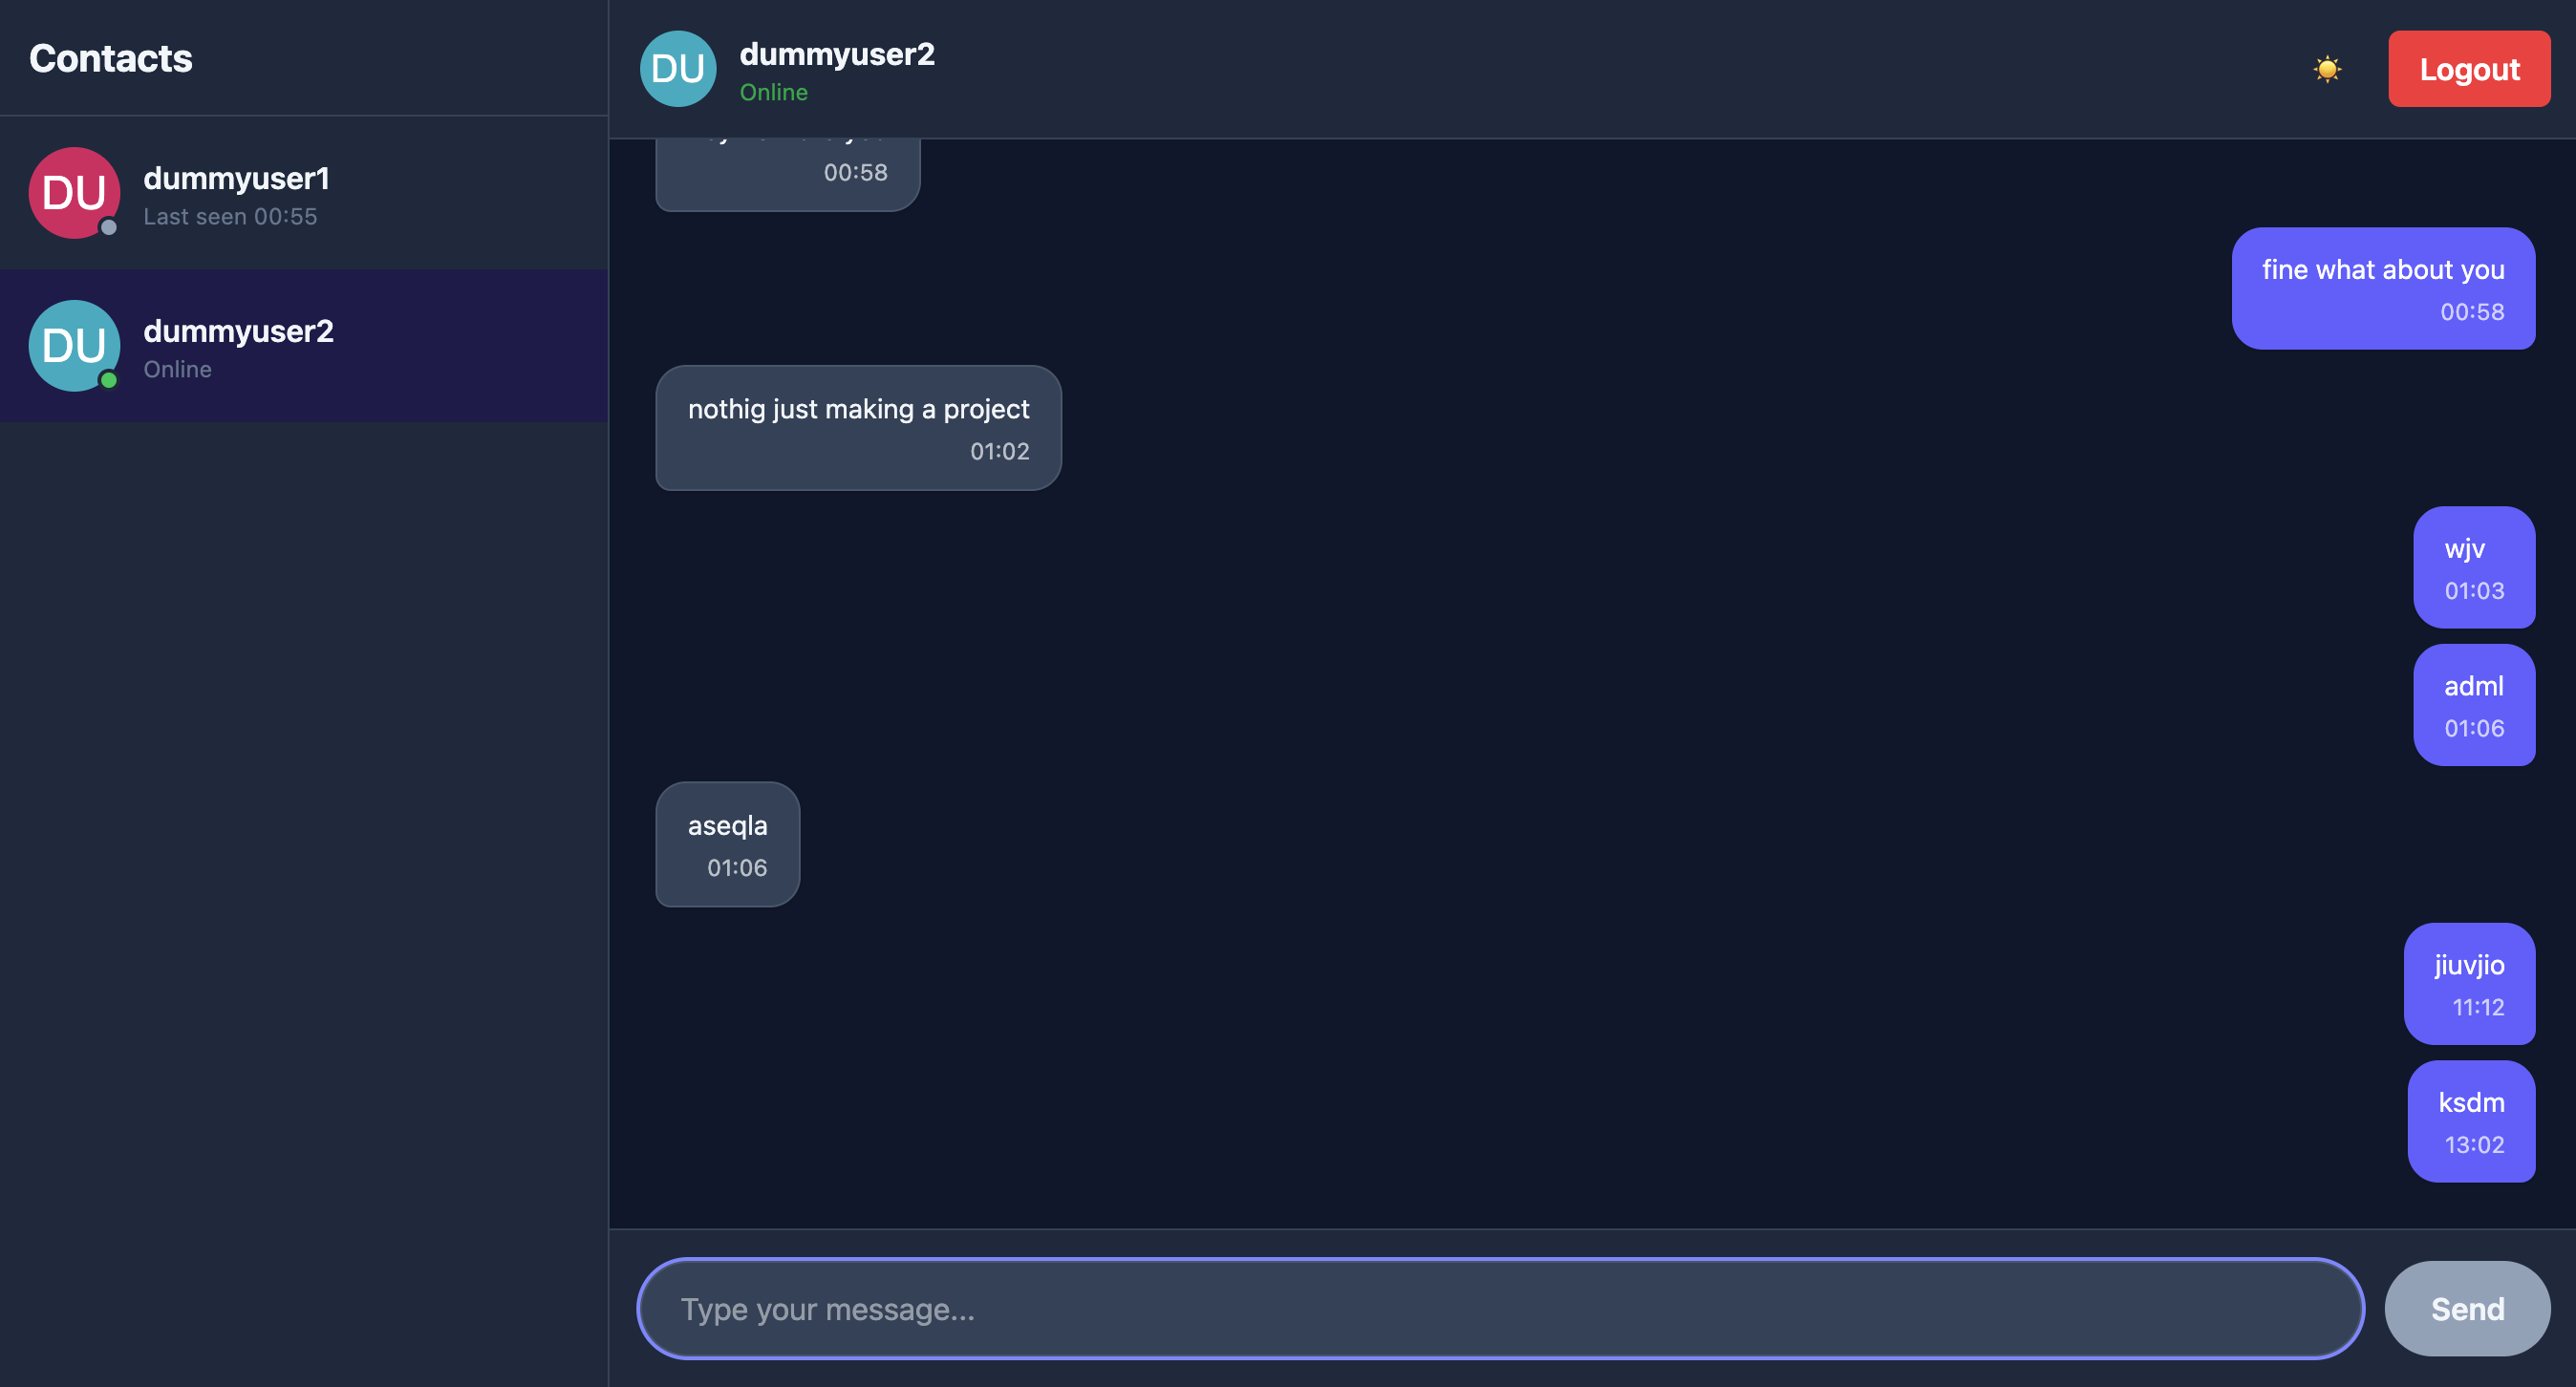 Contacts
DU
dummyuser1
Last seen 00:55
DU
dummyuser2
Online
DU
dummyuser2
Online
Logout
00:58
fine what about you
00:58
nothig just making a project
01:02
wjv
01:03
adml
01:06
aseqla
01:06
jiuvjio
11:12
ksdm
13:02
Type your message...
Send